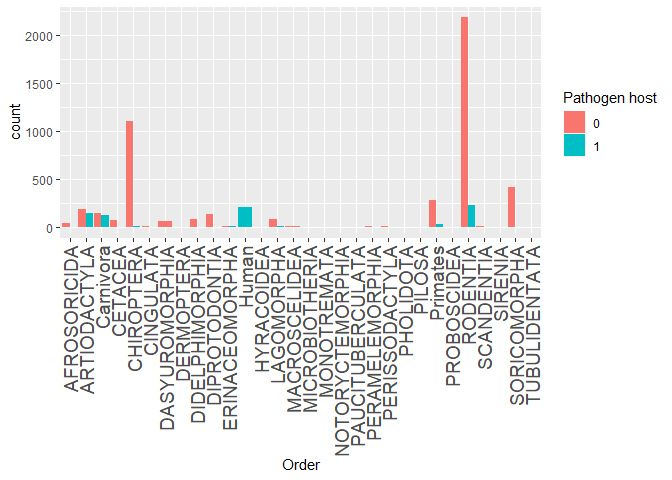 2000
1500
1000
500
0
count
AFROSORICIDA
ARTIODACTYLA
Carnivora
CETACEA
CHIROPTERA
CINGULATA
DASYUROMORPHIA
DERMOPTERA
DIDELPHIMORPHIA
DIPROTODONTIA
ERINACEOMORPHA
Human
HYRACOIDEA
LAGOMORPHA
MACROSCELIDEA
MICROBIOTHERIA
MONOTREMATA
NOTORYCTEMORPHIA
PAUCITUBERCULATA
PERAMELEMORPHIA
PERISSODACTYLA
PHOLIDOTA
PILOSA
Primates
PROBOSCIDEA
RODENTIA
SCANDENTIA
SIRENIA
SORICOMORPHA
TUBULIDENTATA
Order
Pathogen host
0
1